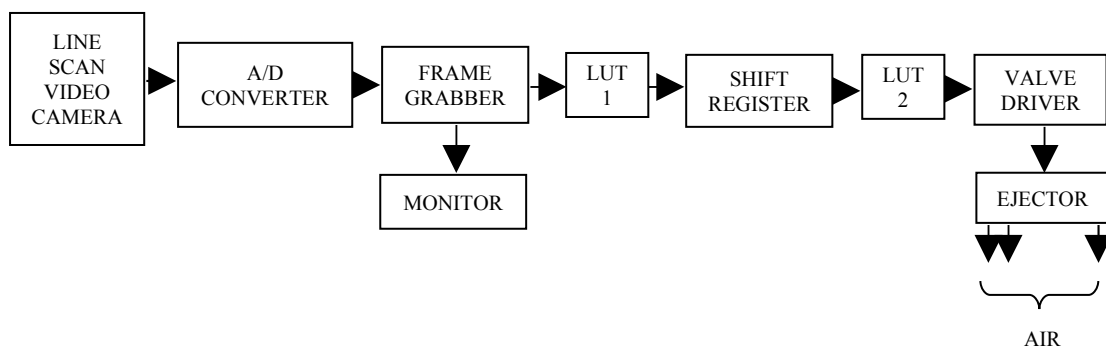 LINE
SCAN
VIDEO
CAMERA
A/D
CONVERTER
FRAME
GRABBER
LUT
1
SHIFT
REGISTER
LUT
2
VALVE
DRIVER
MONITOR
EJECTOR
AIR